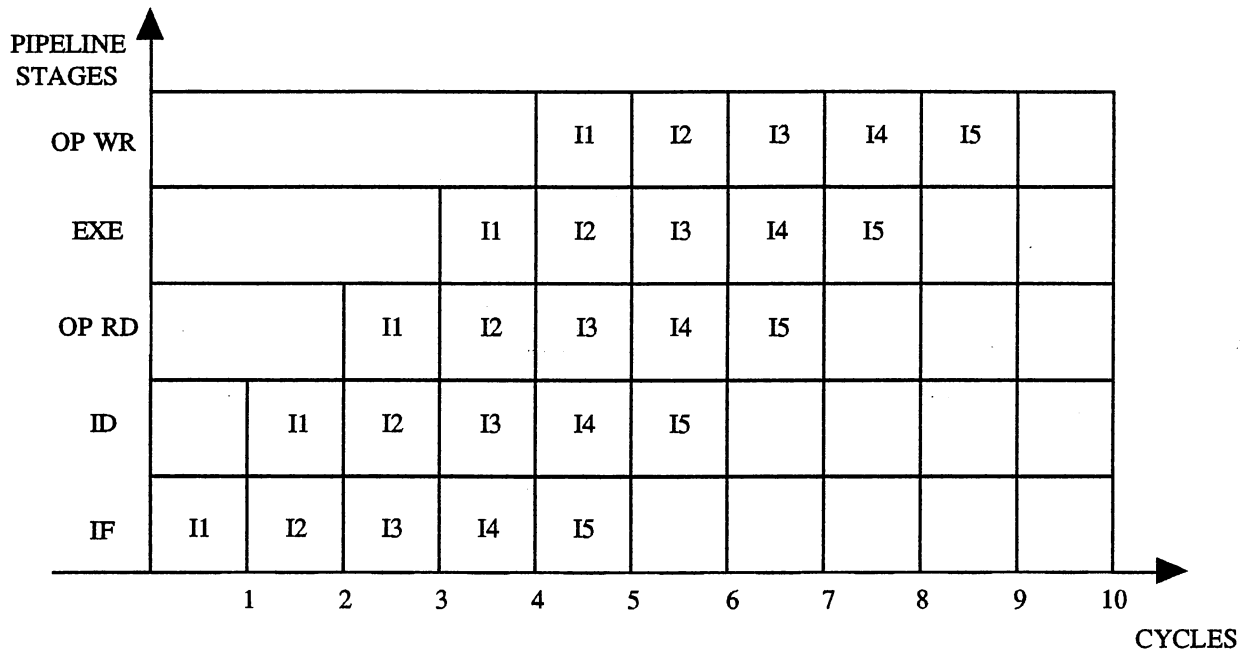 PIPELINE
STAGES
OP WR I1 I2 I3 I4 I5
EXE I1 I2 I3 I4 I5
OP RD I1 I2 I3 I4 I5
ID I1 I2 I3 I4 I5
IF I1 I2 I3 I4 I5
1 2 3 4 5 6 7 8 9 10
CYCLES